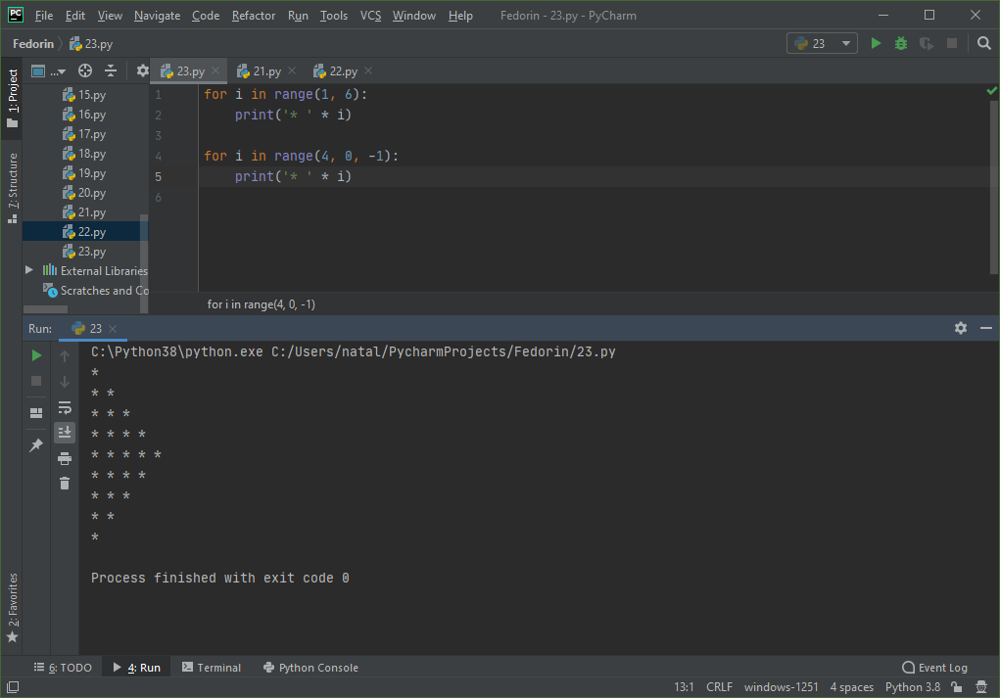 PC File Edit View Navigate Code Refactor Run Tools VCS Window Help Fedorin - 23.py - PyCharm
Fedorin 23.py 23
1: Project
... 23.py 21.py 22.py
15.py
16.py
17.py
18.py
19.py
20.py
21.py
22.py
23.py
External Libraries
Scratches and Co
7: Structure
1 for i in range(1, 6):
2     print('* ' * i)
3
4 for i in range(4, 0, -1):
5     print('* ' * i)
6
for i in range(4, 0, -1)
Run: 23
C:\Python38\python.exe C:/Users/natal/PycharmProjects/Fedorin/23.py
*
* *
* * *
* * * *
* * * * *
* * * *
* * *
* *
*
Process finished with exit code 0
2: Favorites
6: TODO 4: Run Terminal Python Console Event Log
13:1 CRLF windows-1251 4 spaces Python 3.8